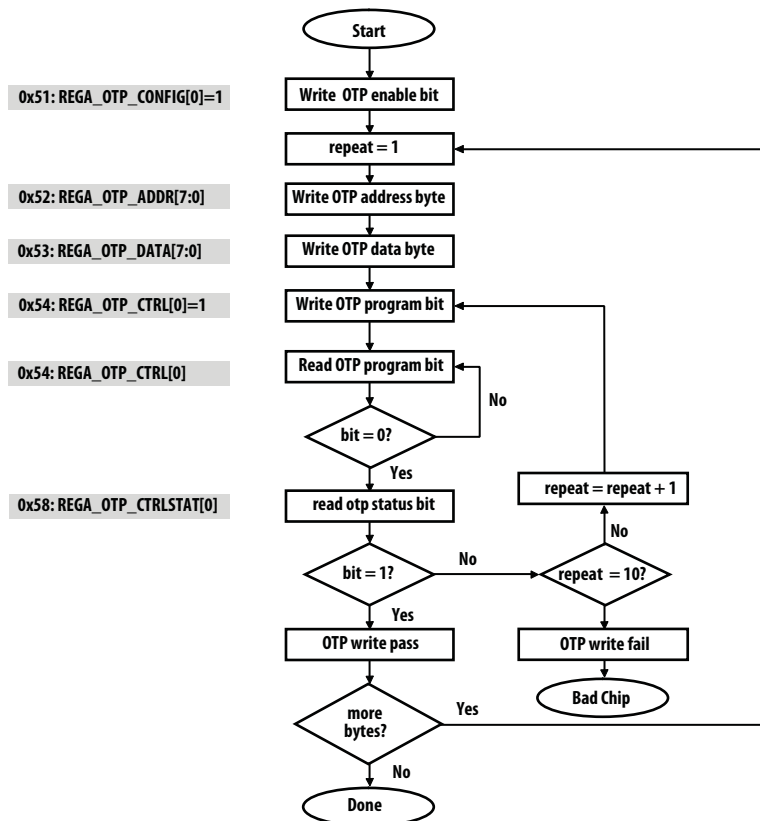 Start
0x51: REGA_OTP_CONFIG[0]=1
Write OTP enable bit
repeat = 1
0x52: REGA_OTP_ADDR[7:0]
Write OTP address byte
0x53: REGA_OTP_DATA[7:0]
Write OTP data byte
0x54: REGA_OTP_CTRL[0]=1
Write OTP program bit
0x54: REGA_OTP_CTRL[0]
Read OTP program bit
No
bit = 0?
Yes
0x58: REGA_OTP_CTRLSTAT[0]
read otp status bit
repeat = repeat + 1
No
bit = 1?
No
repeat = 10?
Yes
OTP write pass
OTP write fail
Bad Chip
more
bytes?
Yes
No
Done